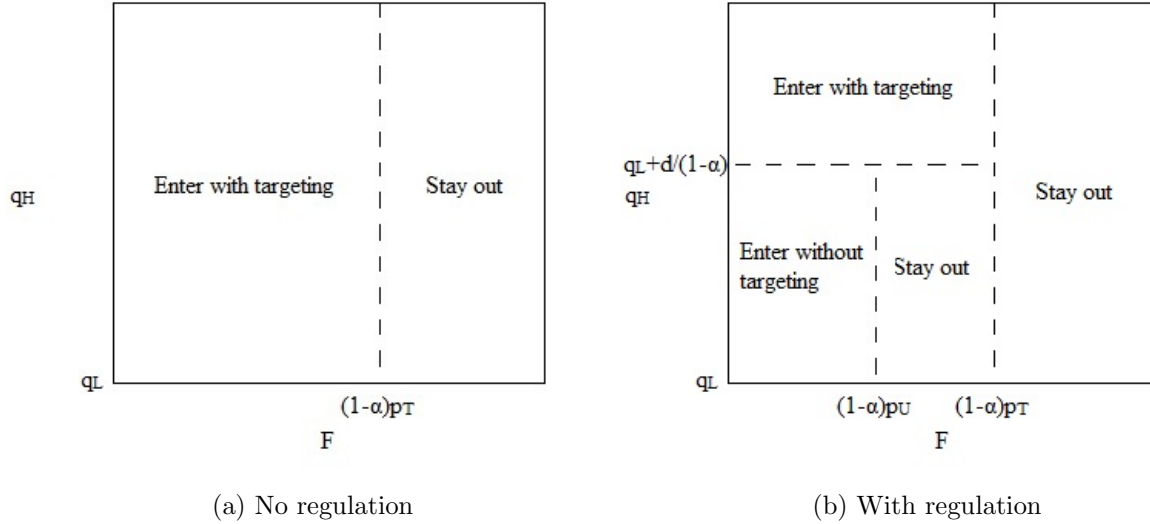 Enter with targeting
Stay out
qH
qL
(1-α)pT
F
(a) No regulation
Enter with targeting
qL+d/(1-α)
qH
Stay out
Enter without
targeting
Stay out
qL
(1-α)pU
(1-α)pT
F
(b) With regulation